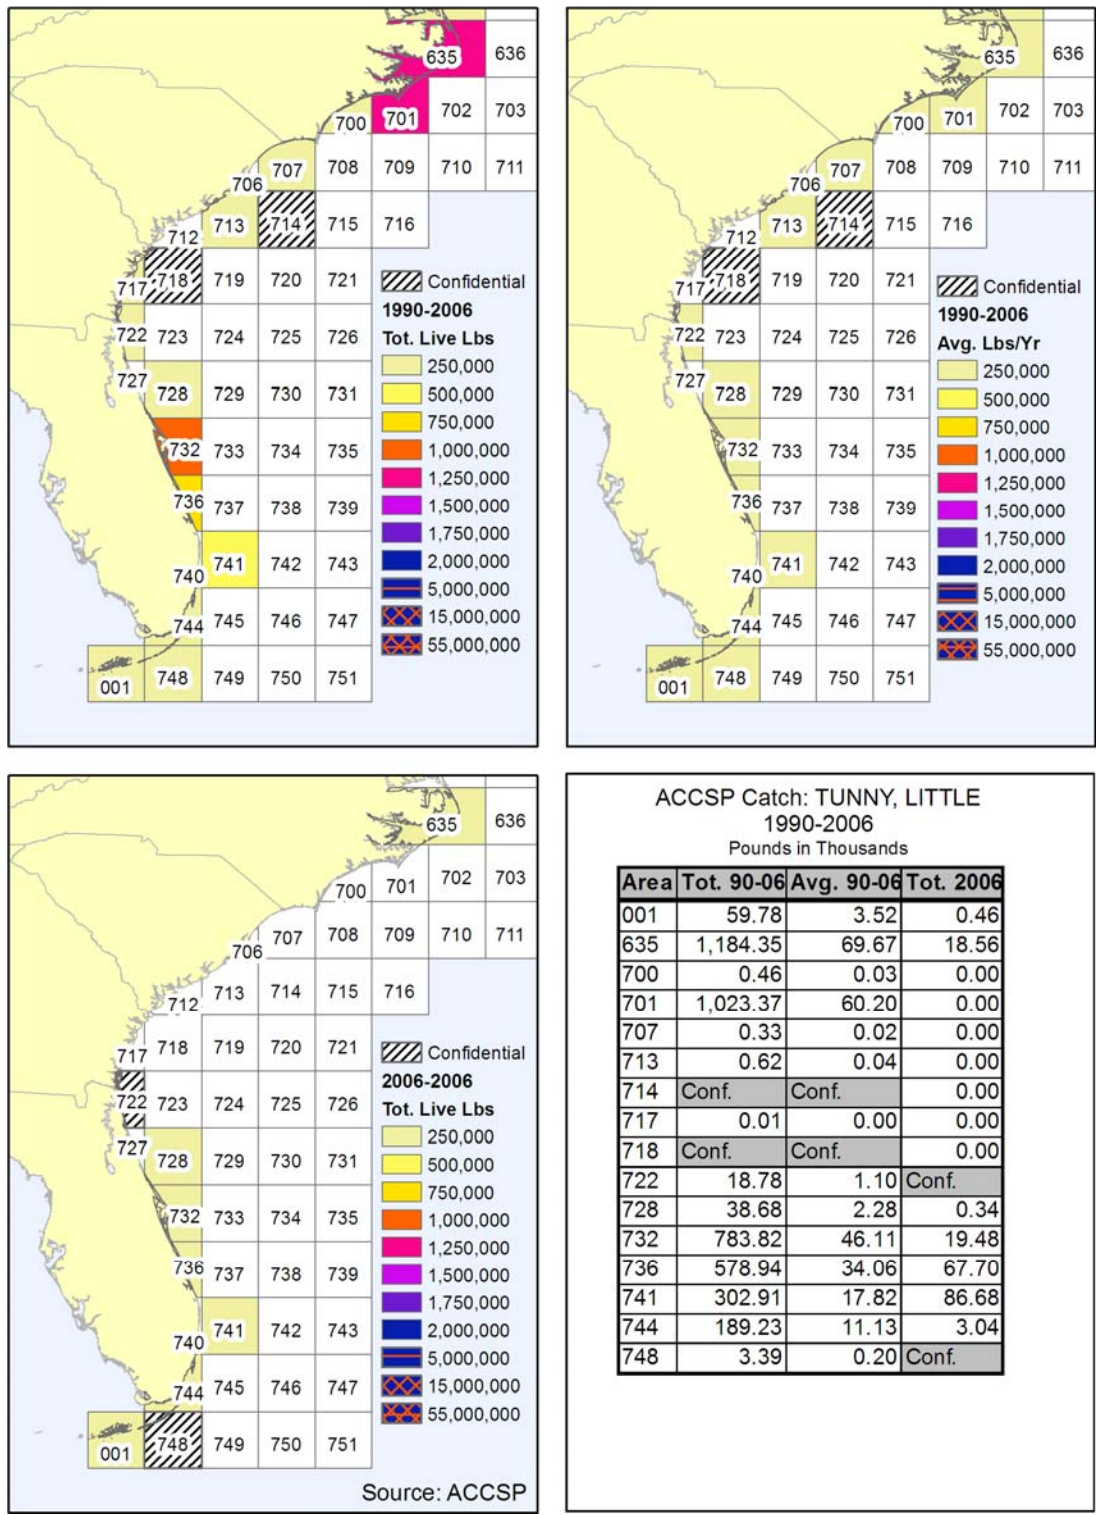 635 636
700 701 702 703
706 707 708 709 710 711
712 713 714 715 716
717 718 719 720 721
722 723 724 725 726
727 728 729 730 731
732 733 734 735
736 737 738 739
740 741 742 743
744 745 746 747
001 748 749 750 751
Confidential
1990-2006
Tot. Live Lbs
250,000
500,000
750,000
1,000,000
1,250,000
1,500,000
1,750,000
2,000,000
5,000,000
15,000,000
55,000,000
635 636
700 701 702 703
706 707 708 709 710 711
712 713 714 715 716
717 718 719 720 721
722 723 724 725 726
727 728 729 730 731
732 733 734 735
736 737 738 739
740 741 742 743
744 745 746 747
001 748 749 750 751
Confidential
1990-2006
Avg. Lbs/Yr
250,000
500,000
750,000
1,000,000
1,250,000
1,500,000
1,750,000
2,000,000
5,000,000
15,000,000
55,000,000
635 636
700 701 702 703
706 707 708 709 710 711
712 713 714 715 716
717 718 719 720 721
722 723 724 725 726
727 728 729 730 731
732 733 734 735
736 737 738 739
740 741 742 743
744 745 746 747
001 748 749 750 751
Confidential
2006-2006
Tot. Live Lbs
250,000
500,000
750,000
1,000,000
1,250,000
1,500,000
1,750,000
2,000,000
5,000,000
15,000,000
55,000,000
Source: ACCSP
ACCSP Catch: TUNNY, LITTLE
1990-2006
Pounds in Thousands
Area Tot. 90-06 Avg. 90-06 Tot. 2006
001 59.78 3.52 0.46
635 1,184.35 69.67 18.56
700 0.46 0.03 0.00
701 1,023.37 60.20 0.00
707 0.33 0.02 0.00
713 0.62 0.04 0.00
714 Conf. Conf. 0.00
717 0.01 0.00 0.00
718 Conf. Conf. 0.00
722 18.78 1.10 Conf.
728 38.68 2.28 0.34
732 783.82 46.11 19.48
736 578.94 34.06 67.70
741 302.91 17.82 86.68
744 189.23 11.13 3.04
748 3.39 0.20 Conf.